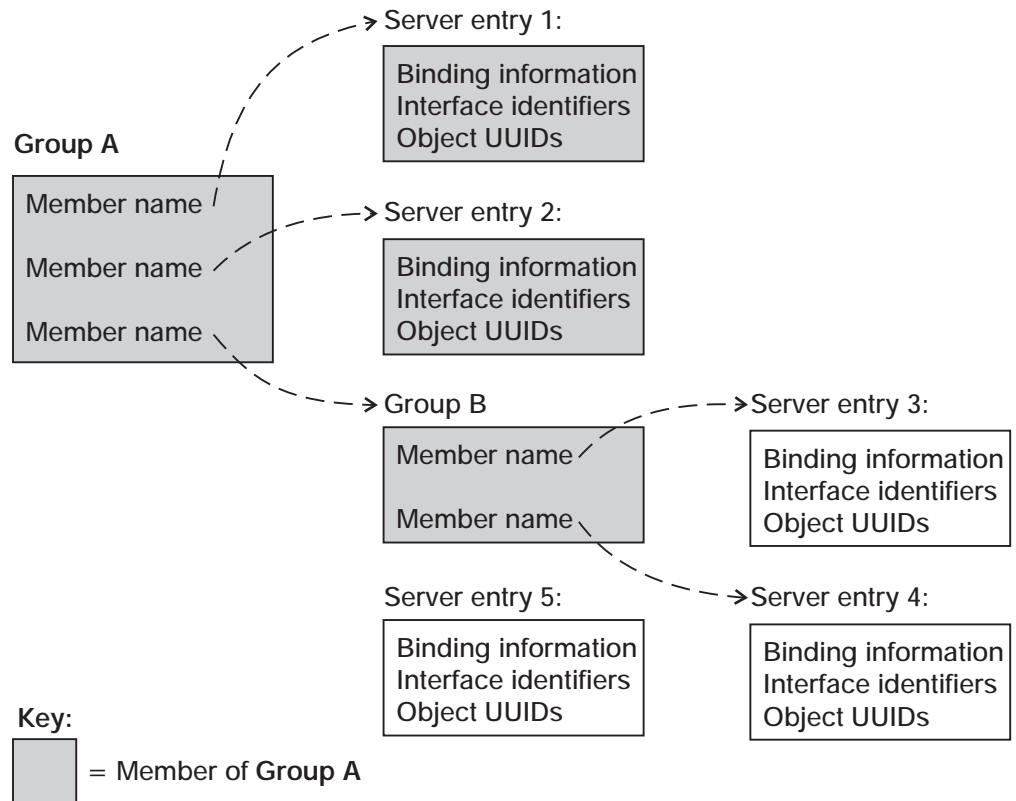 Server entry 1:
Binding information
Interface identifiers
Object UUIDs
Group A
Member name
Member name
Member name
Server entry 2:
Binding information
Interface identifiers
Object UUIDs
Group B
Member name
Member name
Server entry 3:
Binding information
Interface identifiers
Object UUIDs
Server entry 5:
Binding information
Interface identifiers
Object UUIDs
Server entry 4:
Binding information
Interface identifiers
Object UUIDs
Key:
= Member of Group A